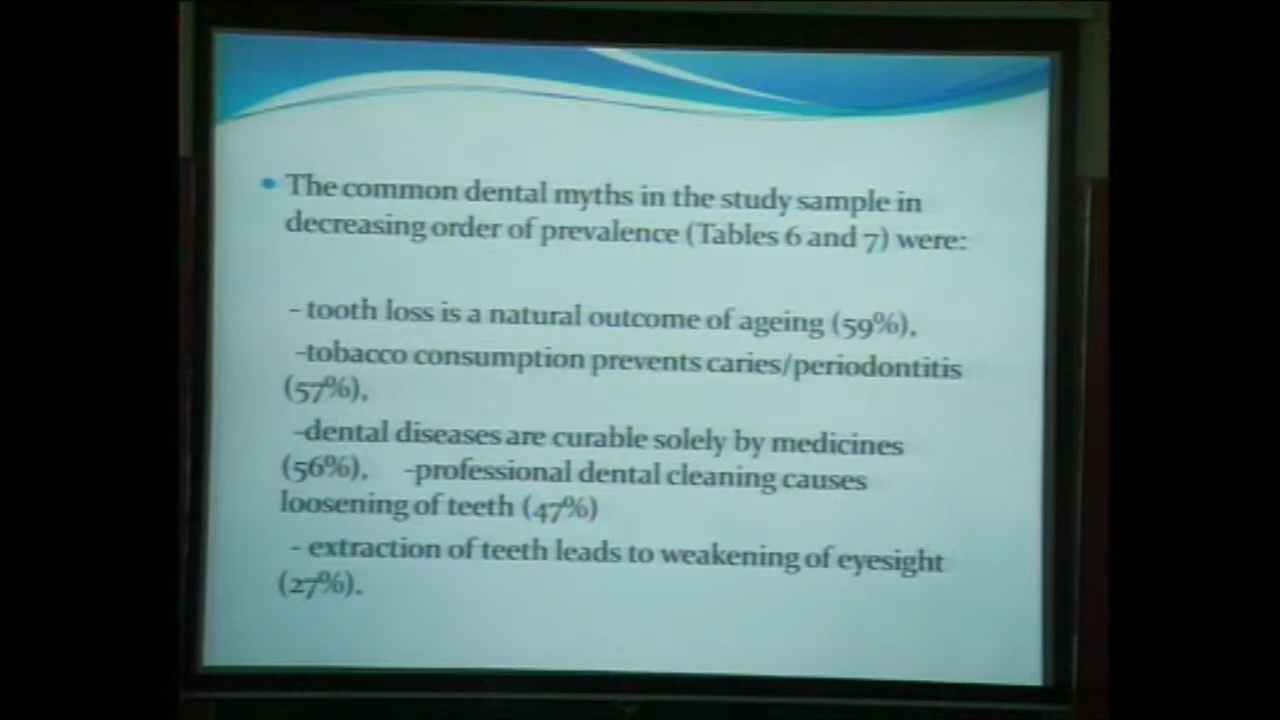 • The common dental myths in the study sample in
decreasing order of prevalence (Tables 6 and 7) were:
- tooth loss is a natural outcome of ageing (59%),
-tobacco consumption prevents caries/periodontitis
(57%),
-dental diseases are curable solely by medicines
(56%), -professional dental cleaning causes
loosening of teeth (47%)
- extraction of teeth leads to weakening of eyesight
(27%).